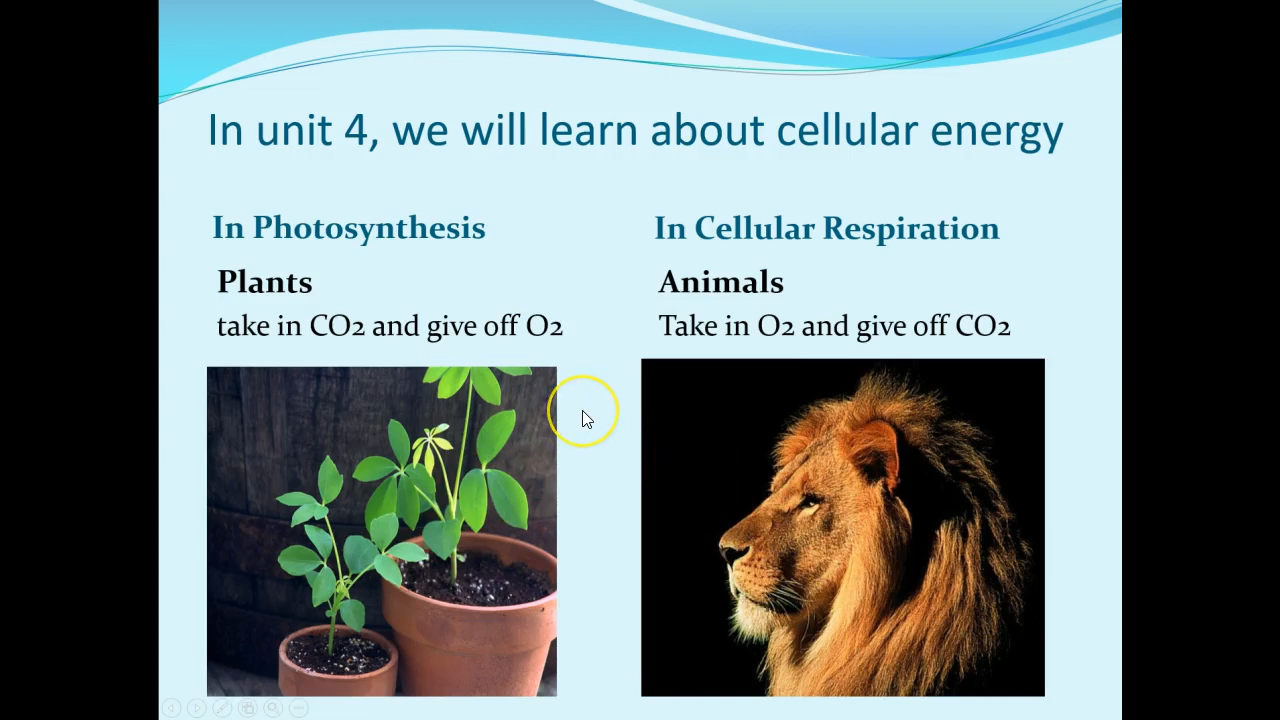 In unit 4, we will learn about cellular energy
In Photosynthesis
Plants
take in CO2 and give off O2
In Cellular Respiration
Animals
Take in O2 and give off CO2